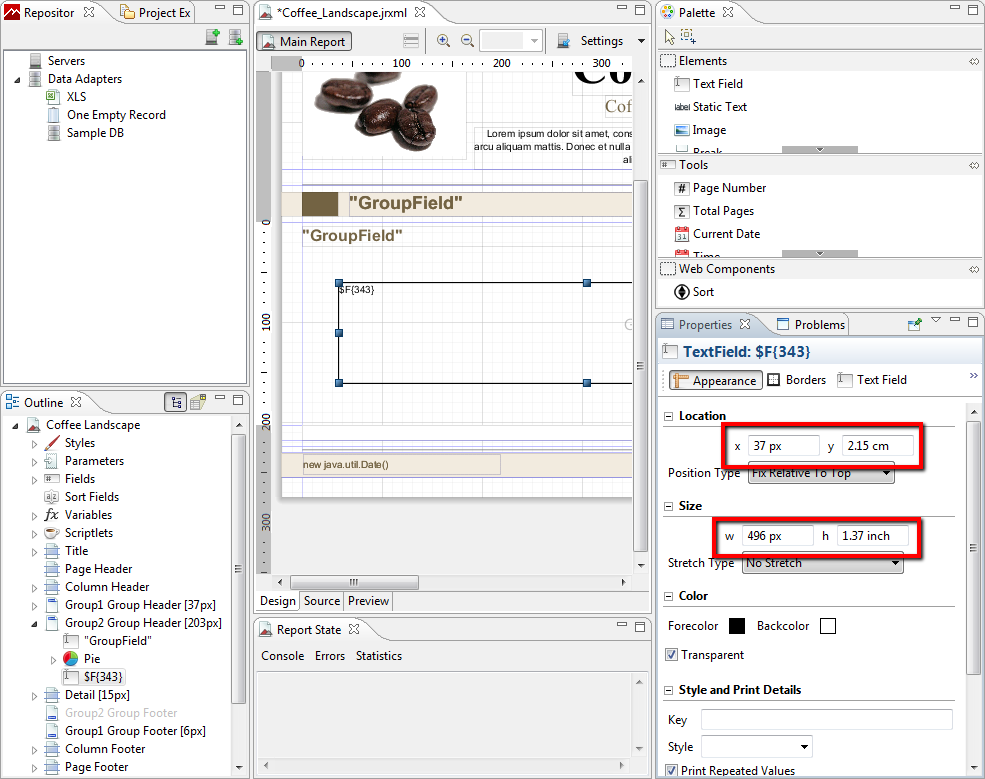 Repositor
Project Ex
Servers
Data Adapters
XLS
One Empty Record
Sample DB
Outline
Coffee Landscape
Styles
Parameters
Fields
Sort Fields
Variables
Scriptlets
Title
Page Header
Column Header
Group1 Group Header [37px]
Group2 Group Header [203px]
"GroupField"
Pie
$F{343}
Detail [15px]
Group2 Group Footer
Group1 Group Footer [6px]
Column Footer
Page Footer
*Coffee_Landscape.jrxml
Main Report
Settings
0 100 200 300
Co
Cof
Lorem ipsum dolor sit amet, cons
arcu aliquam mattis. Donec et nulla
al
"GroupField"
0
"GroupField"
$F{343}
100
200
new java.util.Date()
300
Design Source Preview
Report State
Console Errors Statistics
Palette
Elements
Text Field
label Static Text
Image
Break
Tools
# Page Number
Σ Total Pages
31 Current Date
Time
Web Components
Sort
Properties Problems
TextField: $F{343}
Appearance Borders Text Field
Location
x 37 px y 2.15 cm
Position Type Fix Relative To Top
Size
w 496 px h 1.37 inch
Stretch Type No Stretch
Color
Forecolor Backcolor
Transparent
Style and Print Details
Key
Style
Print Repeated Values